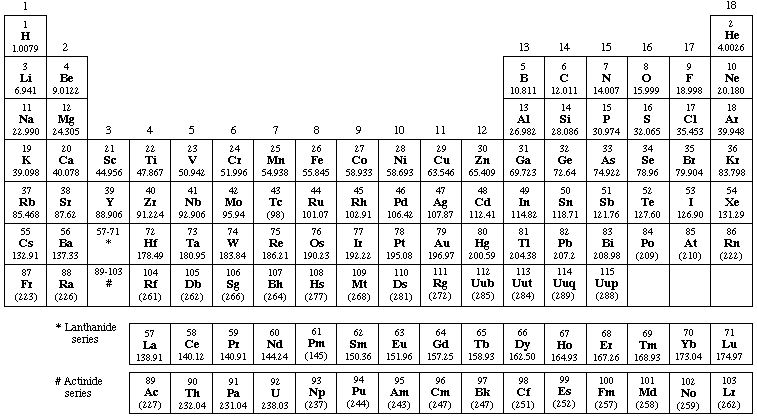 1 18
1 2
H He
1.0079 2 13 14 15 16 17 4.0026
3 4 5 6 7 8 9 10
Li Be B C N O F Ne
6.941 9.0122 10.811 12.011 14.007 15.999 18.998 20.180
11 12 13 14 15 16 17 18
Na Mg Al Si P S Cl Ar
22.990 24.305 3 4 5 6 7 8 9 10 11 12 26.982 28.086 30.974 32.065 35.453 39.948
19 20 21 22 23 24 25 26 27 28 29 30 31 32 33 34 35 36
K Ca Sc Ti V Cr Mn Fe Co Ni Cu Zn Ga Ge As Se Br Kr
39.098 40.078 44.956 47.867 50.942 51.996 54.938 55.845 58.933 58.693 63.546 65.409 69.723 72.64 74.922 78.96 79.904 83.798
37 38 39 40 41 42 43 44 45 46 47 48 49 50 51 52 53 54
Rb Sr Y Zr Nb Mo Tc Ru Rh Pd Ag Cd In Sn Sb Te I Xe
85.468 87.62 88.906 91.224 92.906 95.94 (98) 101.07 102.91 106.42 107.87 112.41 114.82 118.71 121.76 127.60 126.90 131.29
55 56 57-71 72 73 74 75 76 77 78 79 80 81 82 83 84 85 86
Cs Ba * Hf Ta W Re Os Ir Pt Au Hg Tl Pb Bi Po At Rn
132.91 137.33 178.49 180.95 183.84 186.21 190.23 192.22 195.08 196.97 200.59 204.38 207.2 208.98 (209) (210) (222)
87 88 89-103 104 105 106 107 108 109 110 111 112 113 114 115
Fr Ra # Rf Db Sg Bh Hs Mt Ds Rg Uub Uut Uuq Uup
(223) (226) (261) (262) (266) (264) (277) (268) (281) (272) (285) (284) (289) (288)
* Lanthanide series
57 58 59 60 61 62 63 64 65 66 67 68 69 70 71
La Ce Pr Nd Pm Sm Eu Gd Tb Dy Ho Er Tm Yb Lu
138.91 140.12 140.91 144.24 (145) 150.36 151.96 157.25 158.93 162.50 164.93 167.26 168.93 173.04 174.97
# Actinide series
89 90 91 92 93 94 95 96 97 98 99 100 101 102 103
Ac Th Pa U Np Pu Am Cm Bk Cf Es Fm Md No Lr
(227) 232.04 231.04 238.03 (237) (244) (243) (247) (247) (251) (252) (257) (258) (259) (262)